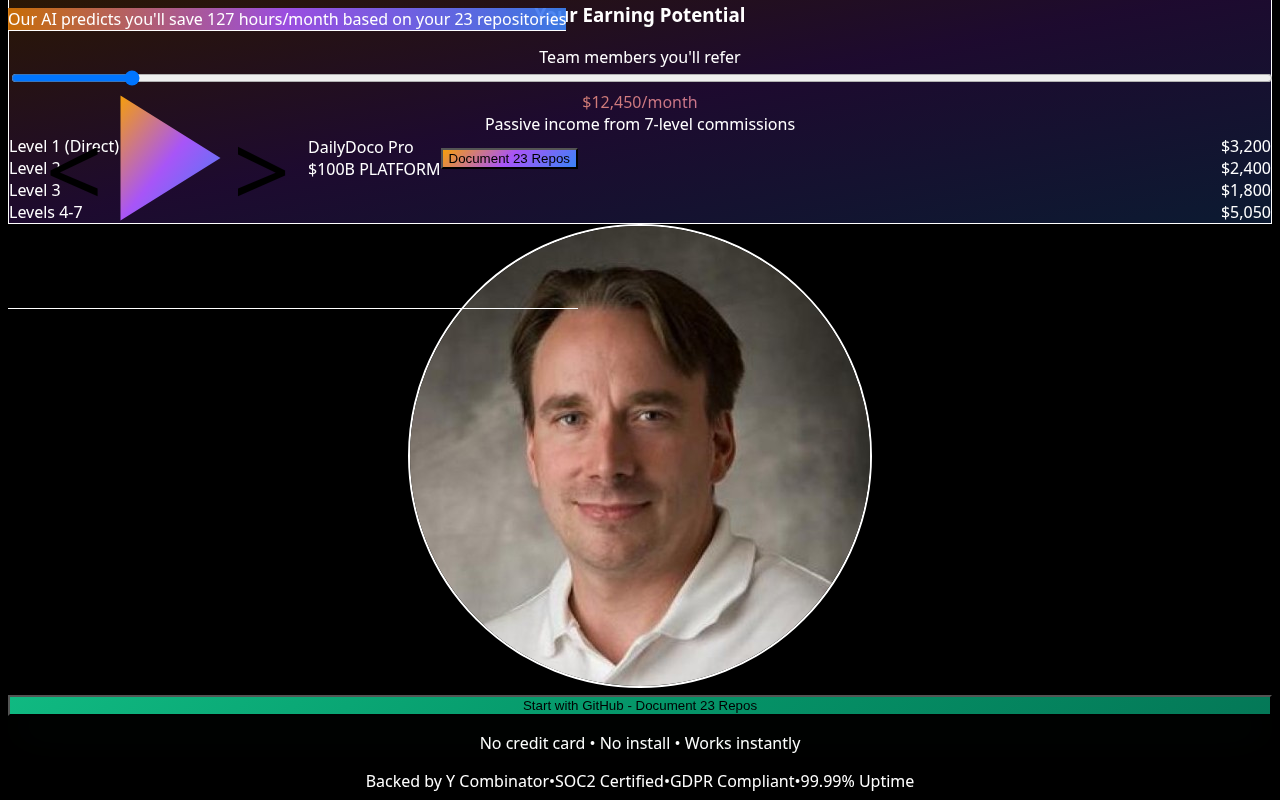 Our AI predicts you'll save 127 hours/month based on your 23 repositories
Your Earning Potential
Team members you'll refer
$12,450/month
Passive income from 7-level commissions
Level 1 (Direct) $3,200
Level 2 $2,400
Level 3 $1,800
Levels 4-7 $5,050
< >
DailyDoco Pro
$100B PLATFORM
Document 23 Repos
Start with GitHub - Document 23 Repos
No credit card • No install • Works instantly
Backed by Y Combinator•SOC2 Certified•GDPR Compliant•99.99% Uptime